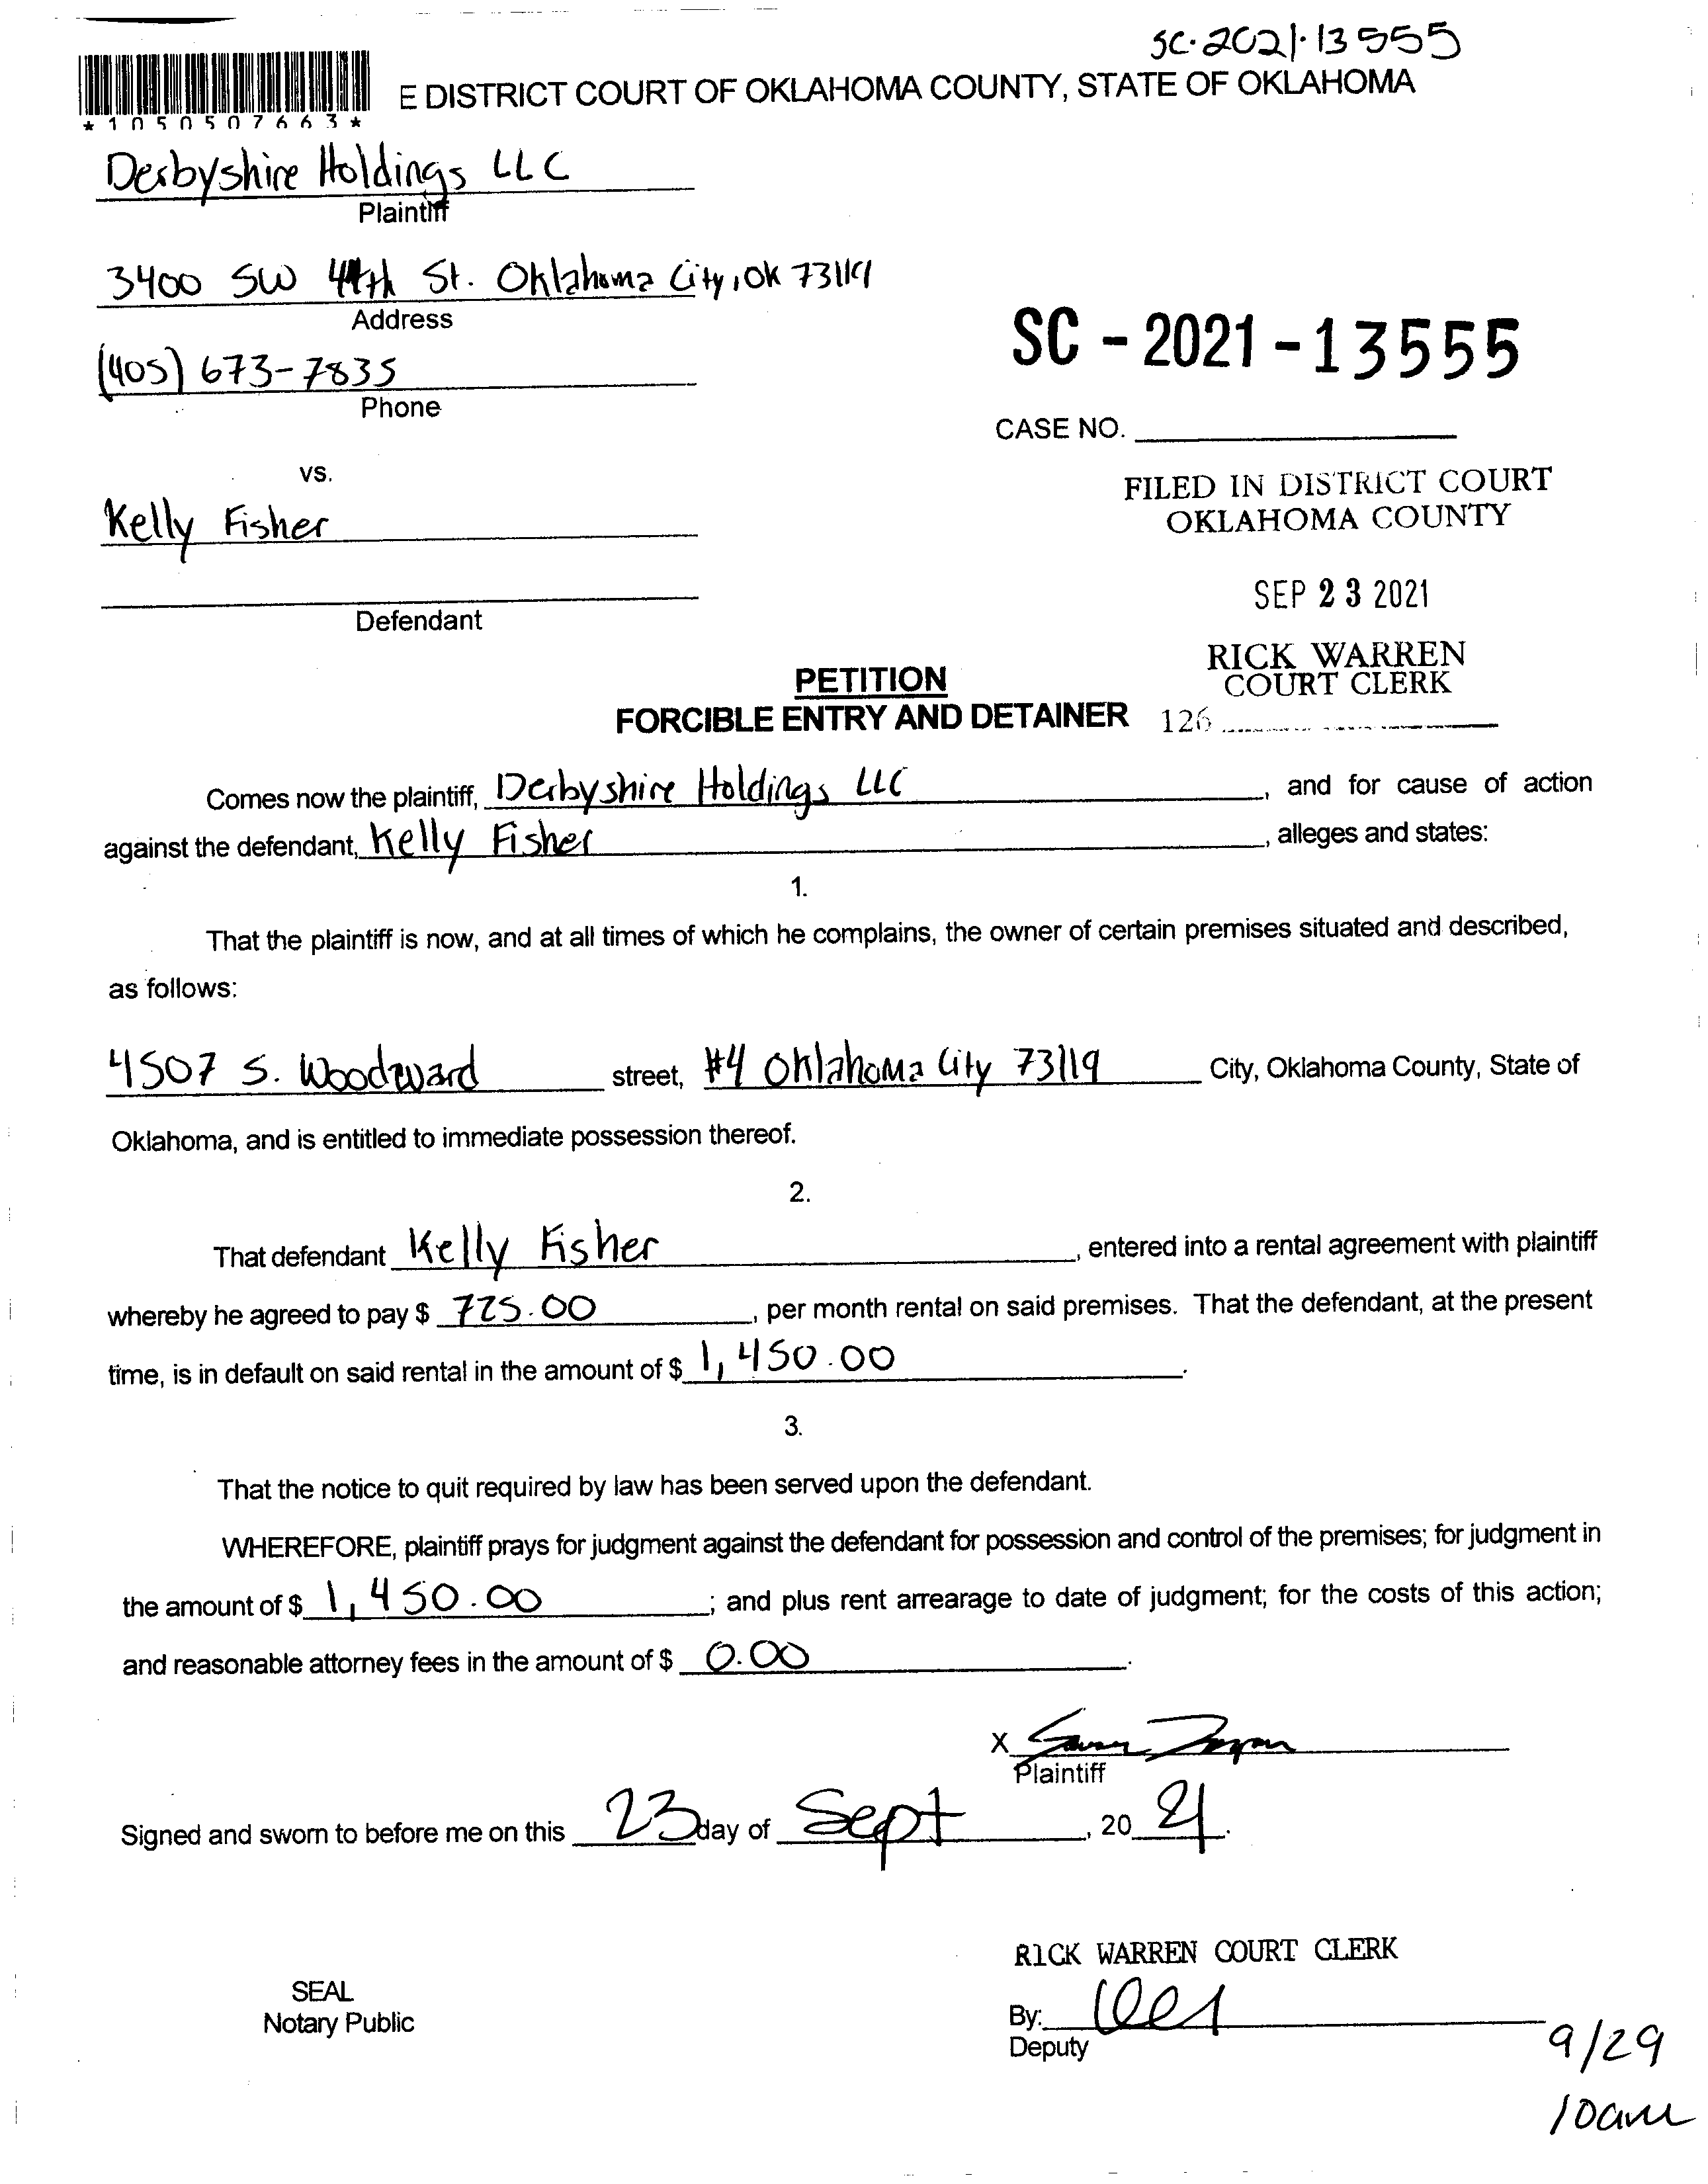 SC-2021-13555
E DISTRICT COURT OF OKLAHOMA COUNTY, STATE OF OKLAHOMA
*1050507663*
Derbyshire Holdings LLC
Plaintiff
3400 SW 44th St. Oklahoma City, OK 73119
Address
SC - 2021 - 13555
(405) 673-7835
Phone
CASE NO.
vs.
FILED IN DISTRICT COURT
OKLAHOMA COUNTY
Kelly Fisher
SEP 23 2021
Defendant
RICK WARREN
COURT CLERK
PETITION
FORCIBLE ENTRY AND DETAINER
126
Comes now the plaintiff, Derbyshire Holdings LLC, and for cause of action
against the defendant, Kelly Fisher, alleges and states:
1.
That the plaintiff is now, and at all times of which he complains, the owner of certain premises situated and described,
as follows:
4507 S. Woodward street, #4 Oklahoma City 73119 City, Oklahoma County, State of
Oklahoma, and is entitled to immediate possession thereof.
2.
That defendant Kelly Fisher, entered into a rental agreement with plaintiff
whereby he agreed to pay $ 725.00, per month rental on said premises. That the defendant, at the present
time, is in default on said rental in the amount of $ 1,450.00.
3.
That the notice to quit required by law has been served upon the defendant.
WHEREFORE, plaintiff prays for judgment against the defendant for possession and control of the premises; for judgment in
the amount of $ 1,450.00; and plus rent arrearage to date of judgment; for the costs of this action;
and reasonable attorney fees in the amount of $ 0.00.
X
Plaintiff
Signed and sworn to before me on this 23 day of Sept, 20 21.
RICK WARREN COURT CLERK
SEAL
Notary Public
By:
Deputy
9/29
10am